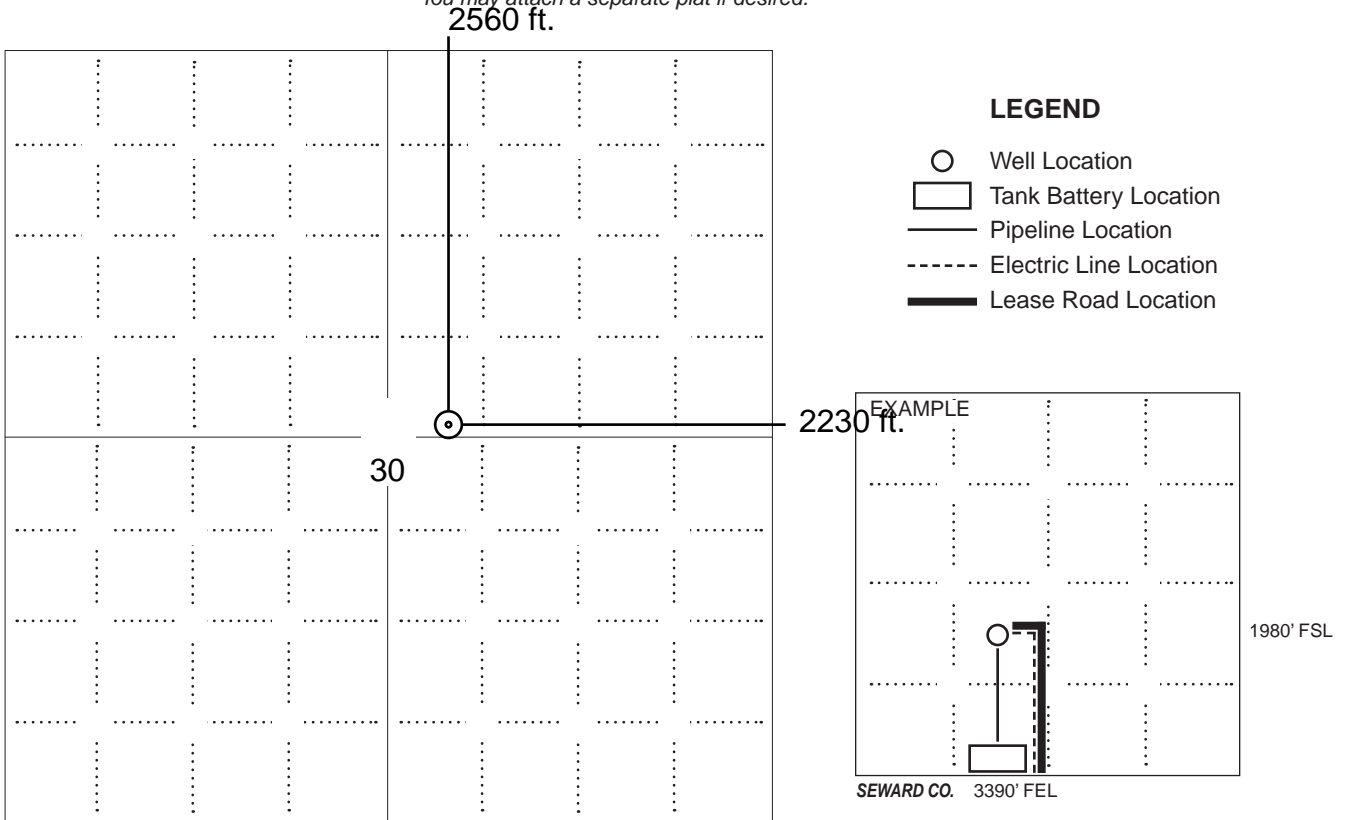 You may attach a separate plat if desired.
2560 ft.
LEGEND
Well Location
Tank Battery Location
Pipeline Location
Electric Line Location
Lease Road Location
2230 ft.
EXAMPLE
30
1980’ FSL
SEWARD CO. 3390’ FEL